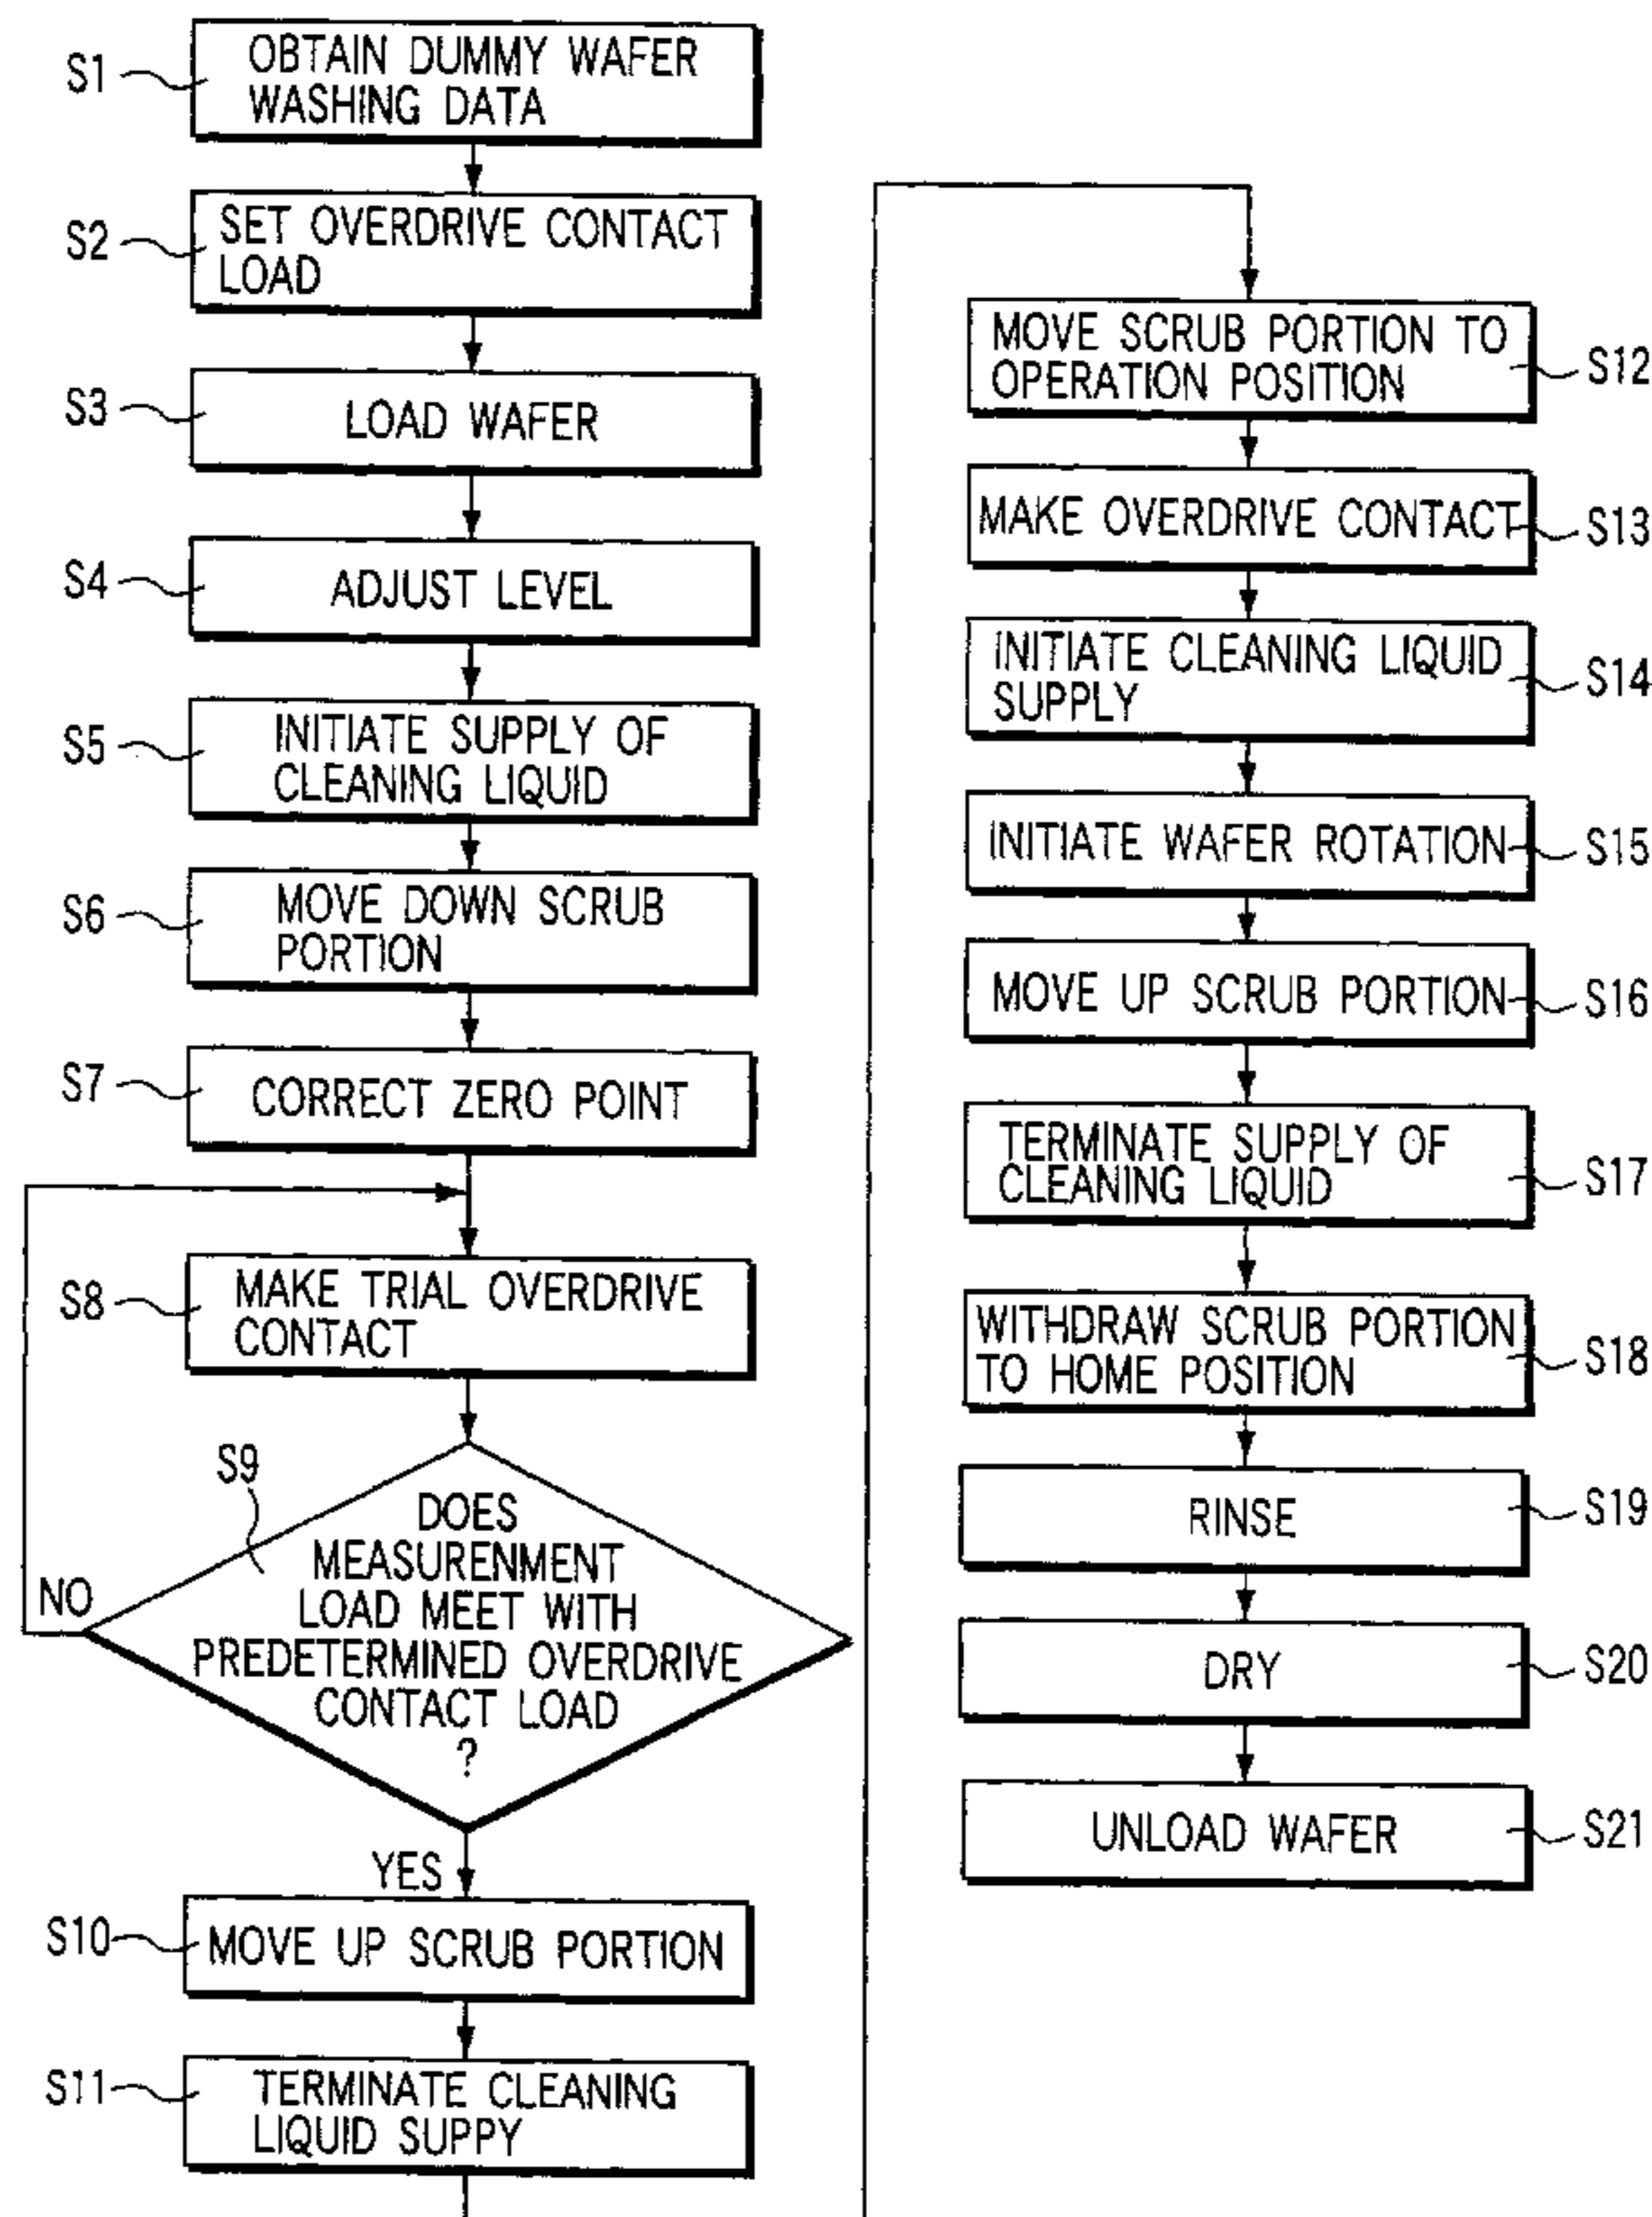 S1
OBTAIN DUMMY WAFER
WASHING DATA
S2
SET OVERDRIVE CONTACT
LOAD
S3
LOAD WAFER
S4
ADJUST LEVEL
S5
INITIATE SUPPLY OF
CLEANING LIQUID
S6
MOVE DOWN SCRUB
PORTION
S7
CORRECT ZERO POINT
S8
MAKE TRIAL OVERDRIVE
CONTACT
S9
DOES
MEASURENMENT
LOAD MEET WITH
PREDETERMINED OVERDRIVE
CONTACT LOAD
?
NO
YES
S10
MOVE UP SCRUB PORTION
S11
TERMINATE CLEANING
LIQUID SUPPY
MOVE SCRUB PORTION TO
OPERATION POSITION
S12
MAKE OVERDRIVE CONTACT
S13
INITIATE CLEANING LIQUID
SUPPLY
S14
INITIATE WAFER ROTATION
S15
MOVE UP SCRUB PORTION
S16
TERMINATE SUPPLY OF
CLEANING LIQUID
S17
WITHDRAW SCRUB PORTION
TO HOME POSITION
S18
RINSE
S19
DRY
S20
UNLOAD WAFER
S21